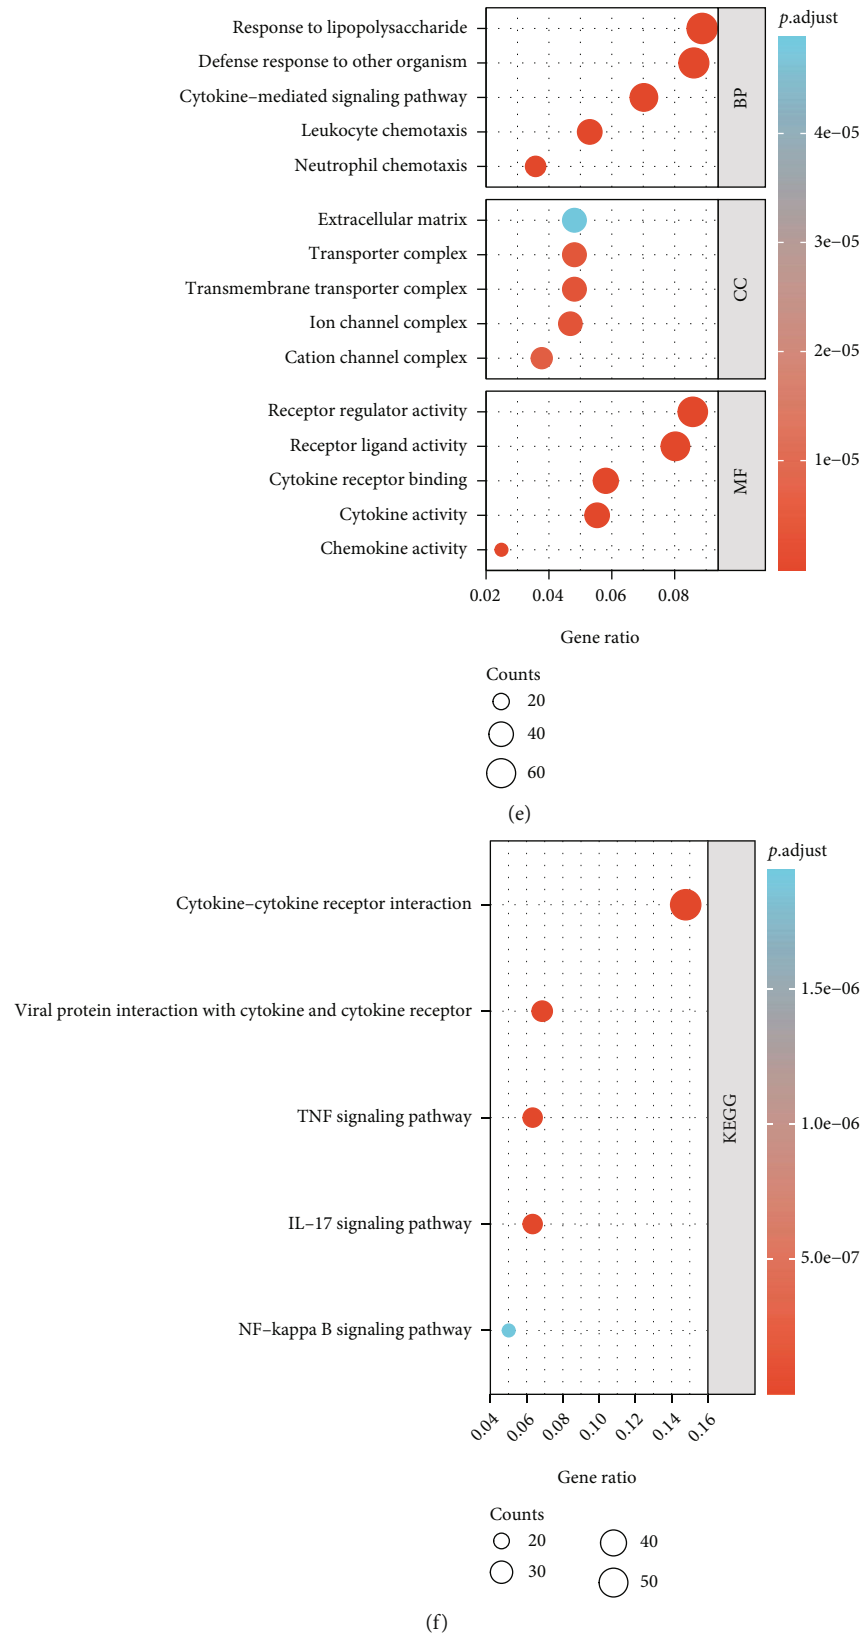 p.adjust
Response to lipopolysaccharide
Defense response to other organism
Cytokine–mediated signaling pathway
Leukocyte chemotaxis
Neutrophil chemotaxis
BP
4e−05
Extracellular matrix
Transporter complex
Transmembrane transporter complex
Ion channel complex
Cation channel complex
CC
3e−05
2e−05
Receptor regulator activity
Receptor ligand activity
Cytokine receptor binding
Cytokine activity
Chemokine activity
MF
1e−05
0.02 0.04 0.06 0.08
Gene ratio
Counts
20
40
60
(e)
p.adjust
Cytokine–cytokine receptor interaction
Viral protein interaction with cytokine and cytokine receptor
TNF signaling pathway
IL–17 signaling pathway
NF–kappa B signaling pathway
KEGG
1.5e−06
1.0e−06
5.0e−07
0.04 0.06 0.08 0.10 0.12 0.14 0.16
Gene ratio
Counts
20 40
30 50
(f)